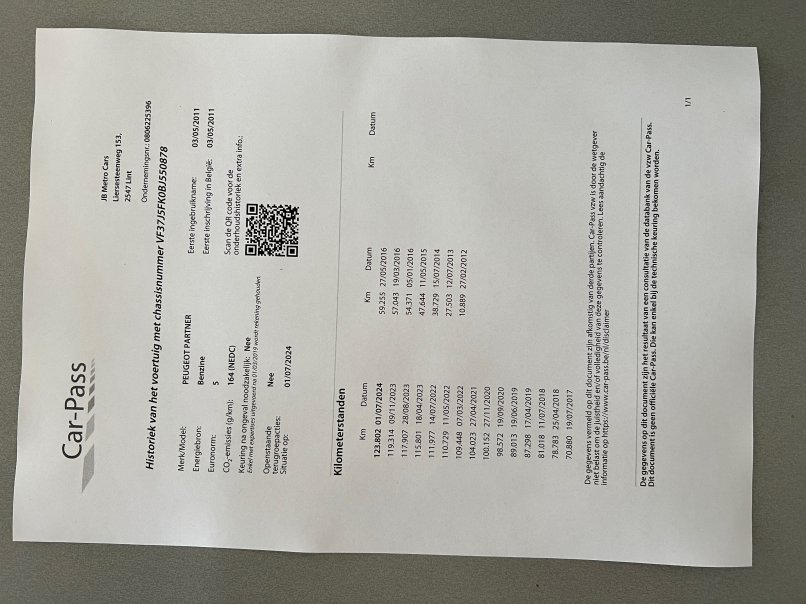 Car-Pass
JB Metro Cars
Liersesteenweg 153,
2547 Lint
Ondernemingsnr.: 0806225396
Historiek van het voertuig met chassisnummer VF37J5FK0BJ550878
Merk/Model: PEUGEOT PARTNER
Energiebron: Benzine
Euronorm: 5
CO2-emissies (g/km): 164 (NEDC)
Keuring na ongeval noodzakelijk: Nee
Enkel met expertises uitgevoerd na 01/03/2019 wordt rekening gehouden.
Openstaande
terugroepacties: Nee
Situatie op: 01/07/2024
Eerste ingebruikname: 03/05/2011
Eerste inschrijving in België: 03/05/2011
Scan de QR code voor de
onderhoudshistoriek en extra info.:
Kilometerstanden
Km Datum
123.802 01/07/2024
119.314 09/11/2023
117.907 28/08/2023
115.801 18/04/2023
111.977 14/07/2022
110.729 11/05/2022
109.448 07/03/2022
104.023 27/04/2021
100.152 27/11/2020
98.572 19/09/2020
89.013 19/06/2019
87.298 17/04/2019
81.018 11/07/2018
78.783 25/04/2018
70.880 19/07/2017
Km Datum
59.255 27/05/2016
57.043 19/03/2016
54.371 05/01/2016
47.644 11/05/2015
38.729 15/07/2014
27.503 12/07/2013
10.889 27/02/2012
Km Datum
De gegevens vermeld op dit document zijn afkomstig van derde partijen. Car-Pass vzw is door de wetgever
niet belast om de juistheid en/of volledigheid van deze gegevens te controleren. Lees aandachtig de
informatie op https://www.car-pass.be/nl/disclaimer
De gegevens op dit document zijn het resultaat van een consultatie van de databank van de vzw Car-Pass.
Dit document is geen officiële Car-Pass. Die kan enkel bij de technische keuring bekomen worden.
1/1